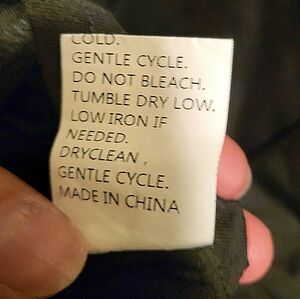 COLD.
GENTLE CYCLE.
DO NOT BLEACH.
TUMBLE DRY LOW.
LOW IRON IF
NEEDED.
DRYCLEAN ,
GENTLE CYCLE.
MADE IN CHINA